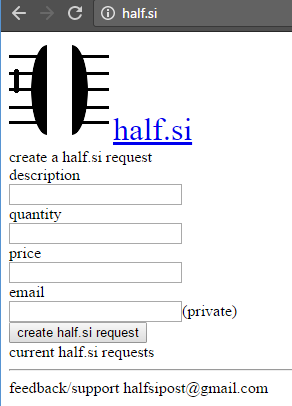 half.si
half.si
create a half.si request
description
quantity
price
email
(private)
create half.si request
current half.si requests
feedback/support halfsipost@gmail.com